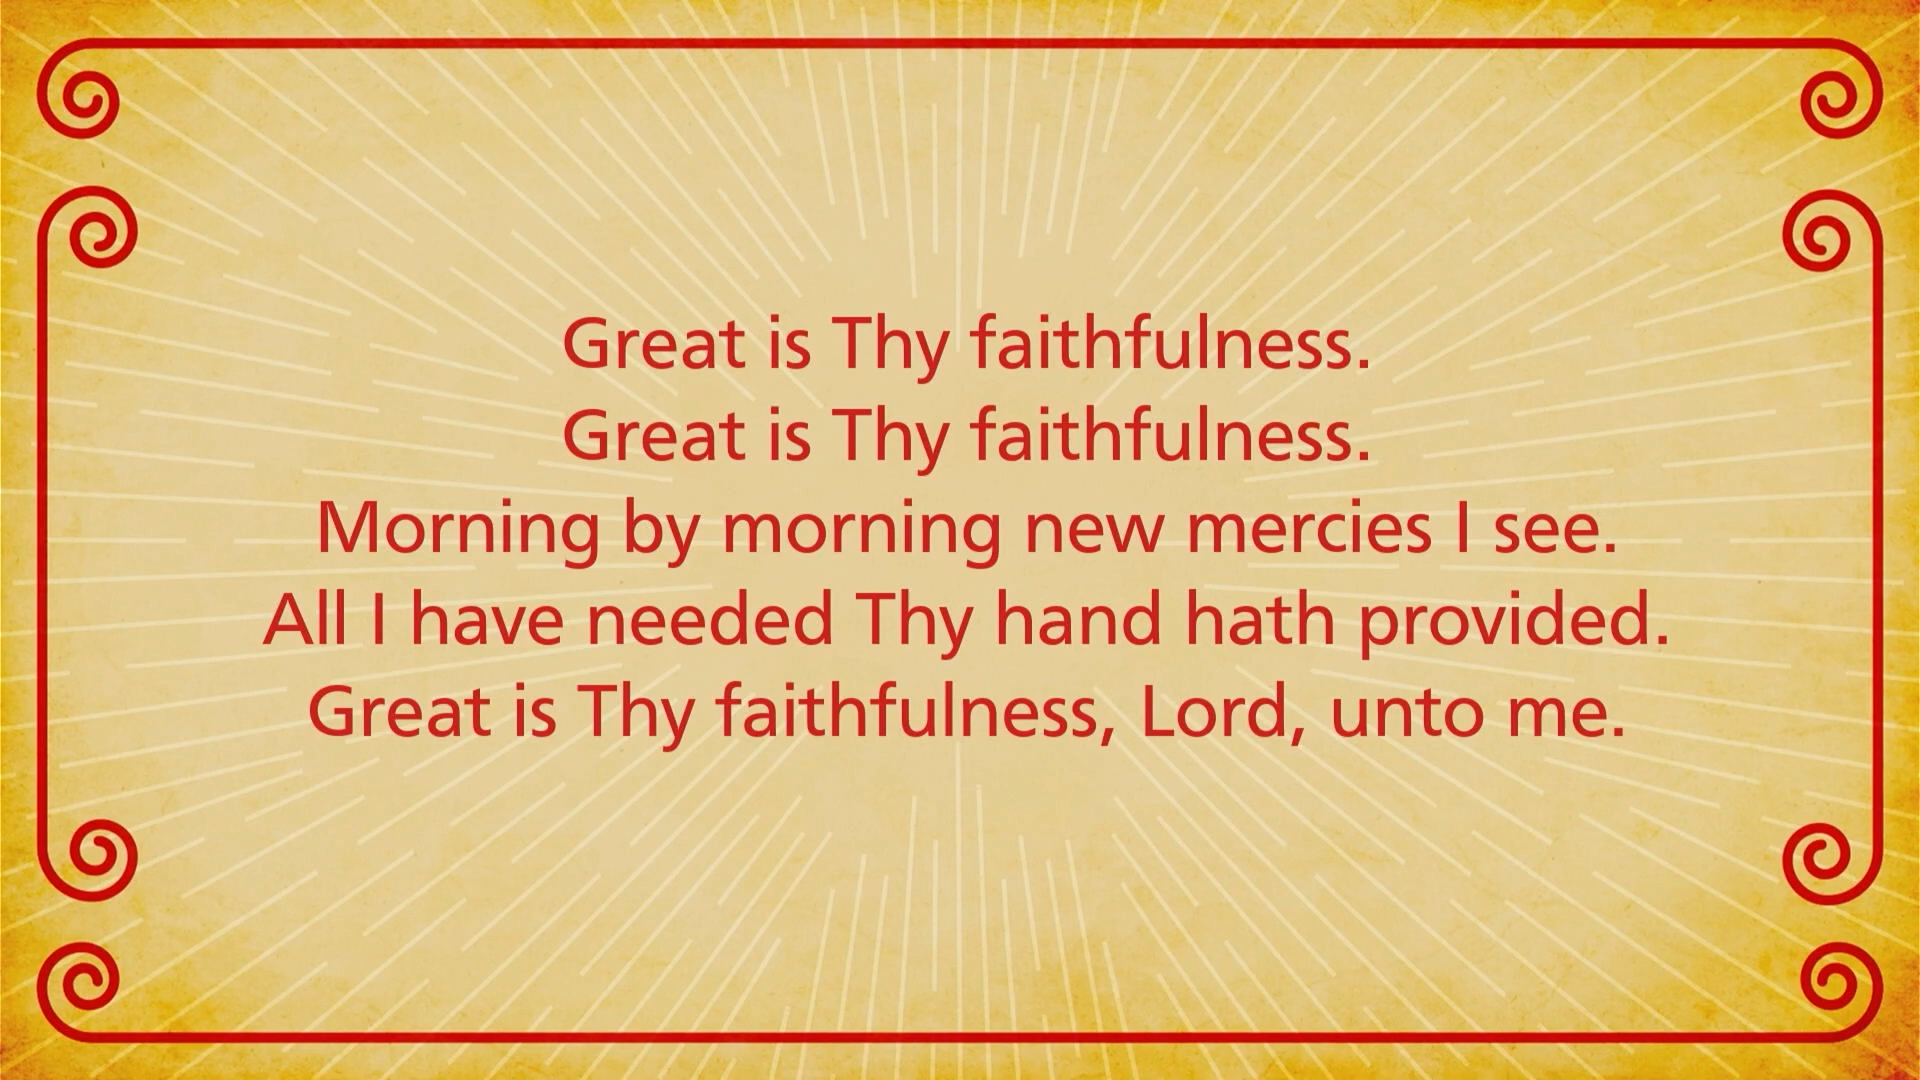 Great is Thy faithfulness.
Great is Thy faithfulness.
Morning by morning new mercies I see.
All I have needed Thy hand hath provided.
Great is Thy faithfulness, Lord, unto me.